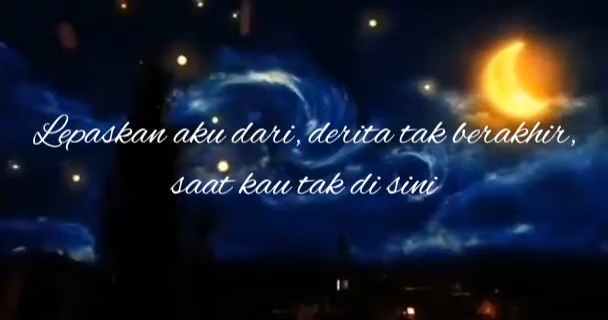 Lepaskan aku dari, derita tak berakhir,
saat kau tak di sini